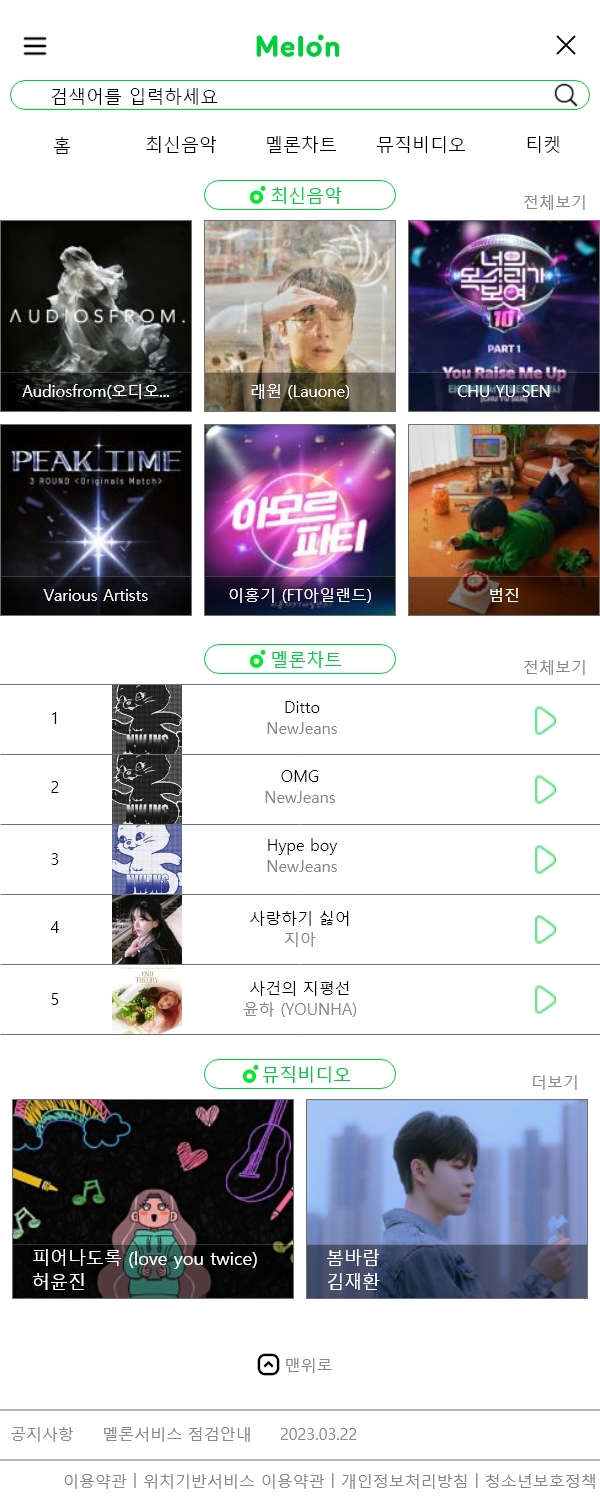 Melon
검색어를 입력하세요
홈 최신음악 멜론차트 뮤직비디오 티켓
최신음악
전체보기
AUDIOSFROM.
Audiosfrom(오디오...
래원 (Lauone)
너의
목소리가
보여
10
PART 1
You Raise Me Up
CHU YU SEN
PEAK TIME
3 ROUND <Originals Match>
Various Artists
아모르
파티
이홍기 (FT아일랜드)
범진
멜론차트
전체보기
1
NWJNS
Ditto
NewJeans
2
NWJNS
OMG
NewJeans
3
NWJNS
Hype boy
NewJeans
4
사랑하기 싫어
지아
5
END
THEORY
사건의 지평선
윤하 (YOUNHA)
뮤직비디오
더보기
피어나도록 (love you twice)
허윤진
봄바람
김재환
맨위로
공지사항 멜론서비스 점검안내 2023.03.22
이용약관 | 위치기반서비스 이용약관 | 개인정보처리방침 | 청소년보호정책